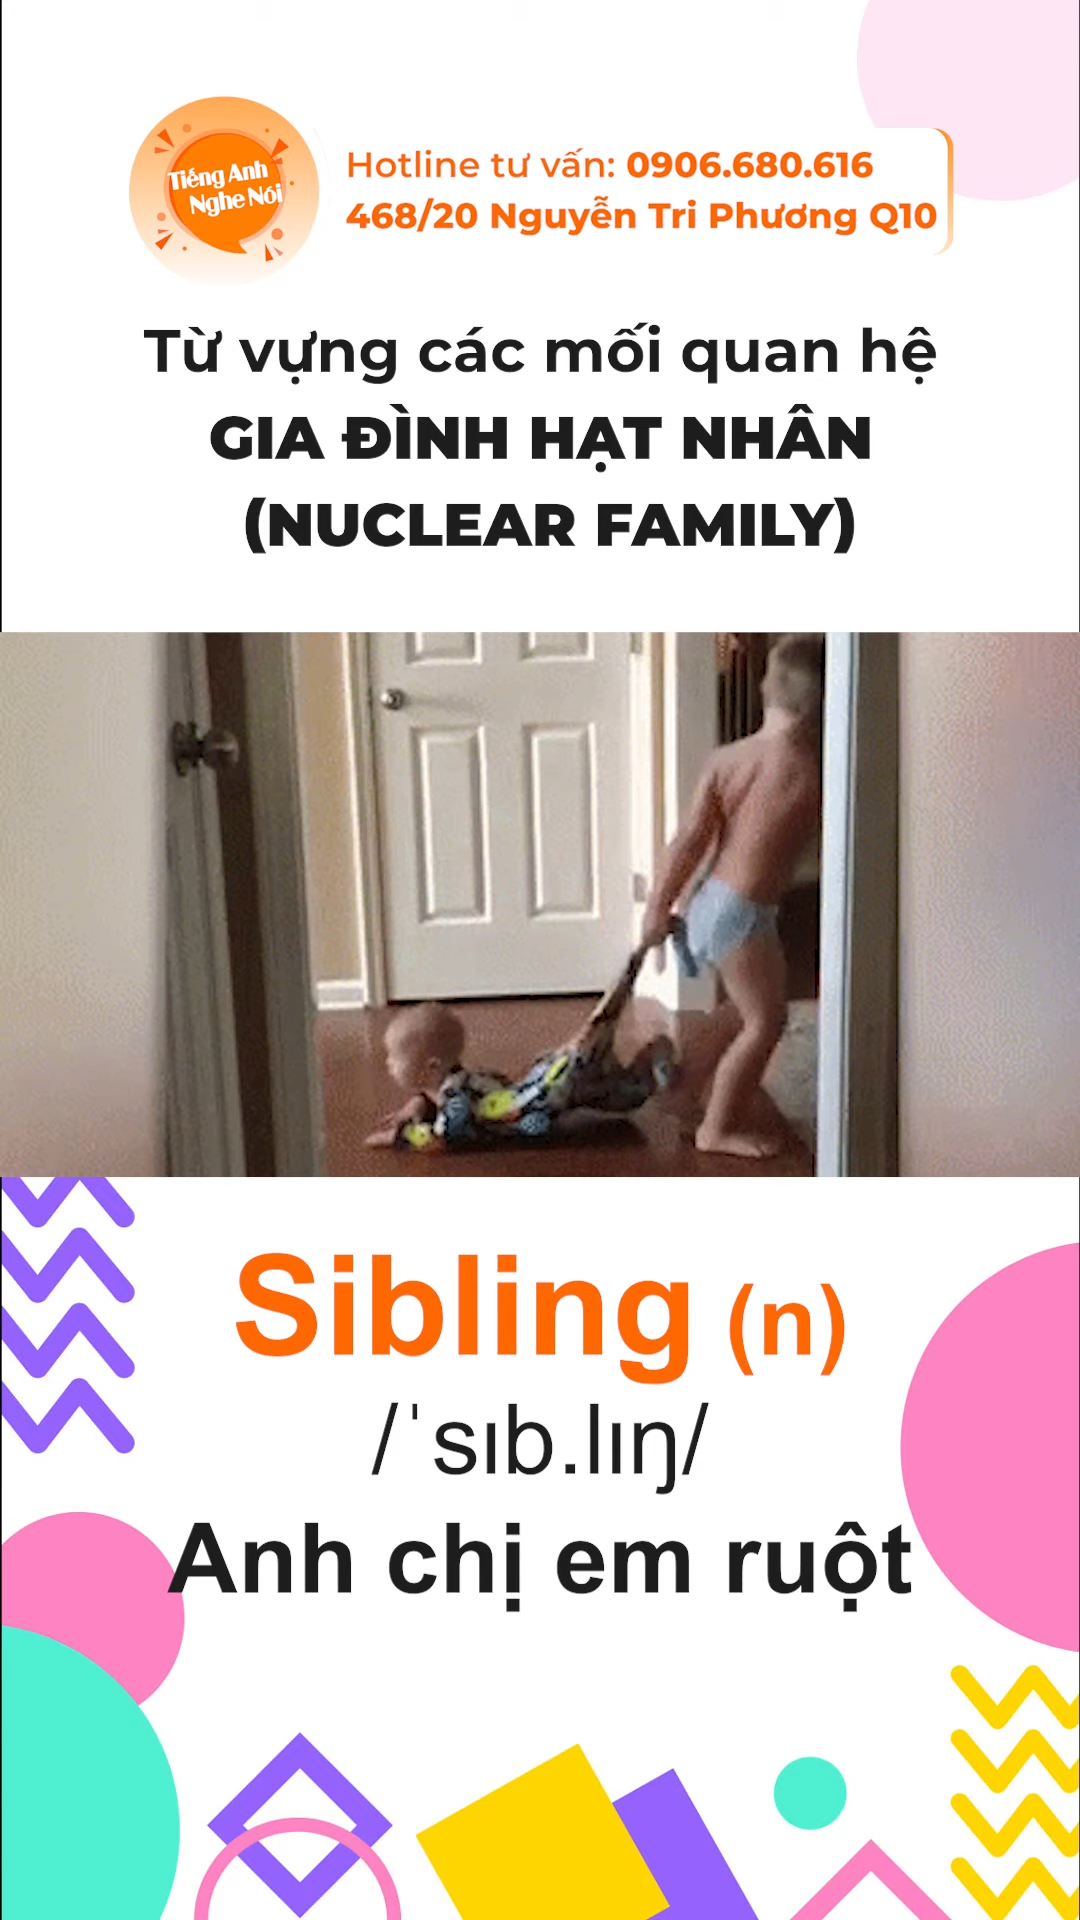 Tiếng Anh
Nghe Nói
Hotline tư vấn: 0906.680.616
468/20 Nguyễn Tri Phương Q10
Từ vựng các mối quan hệ
GIA ĐÌNH HẠT NHÂN
(NUCLEAR FAMILY)
Sibling (n)
/ˈsɪb.lɪŋ/
Anh chị em ruột